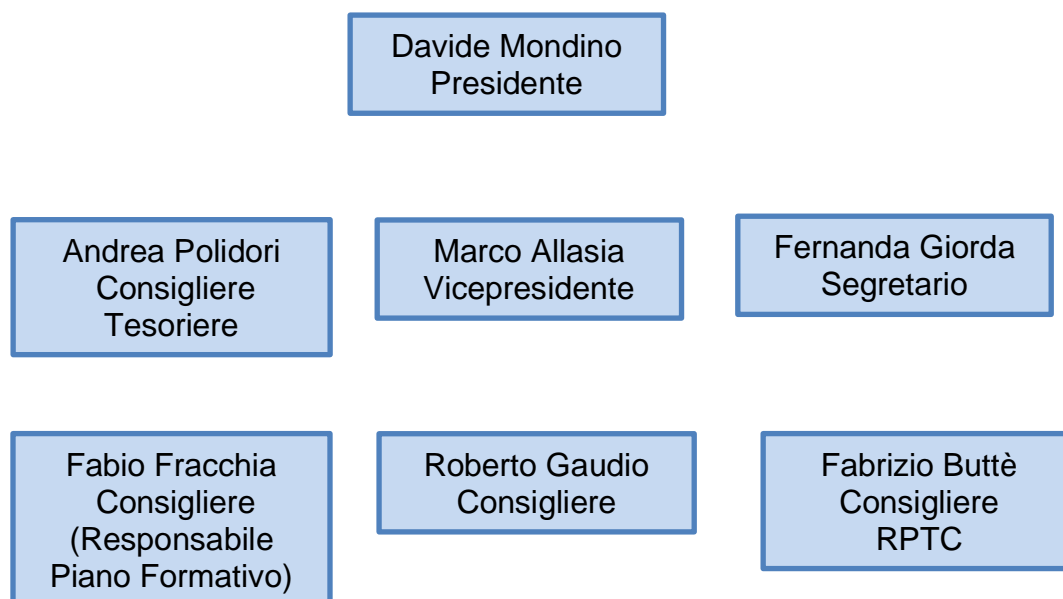 Davide Mondino
Presidente
Andrea Polidori
Consigliere
Tesoriere
Marco Allasia
Vicepresidente
Fernanda Giorda
Segretario
Fabio Fracchia
Consigliere
(Responsabile
Piano Formativo)
Roberto Gaudio
Consigliere
Fabrizio Buttè
Consigliere
RPTC